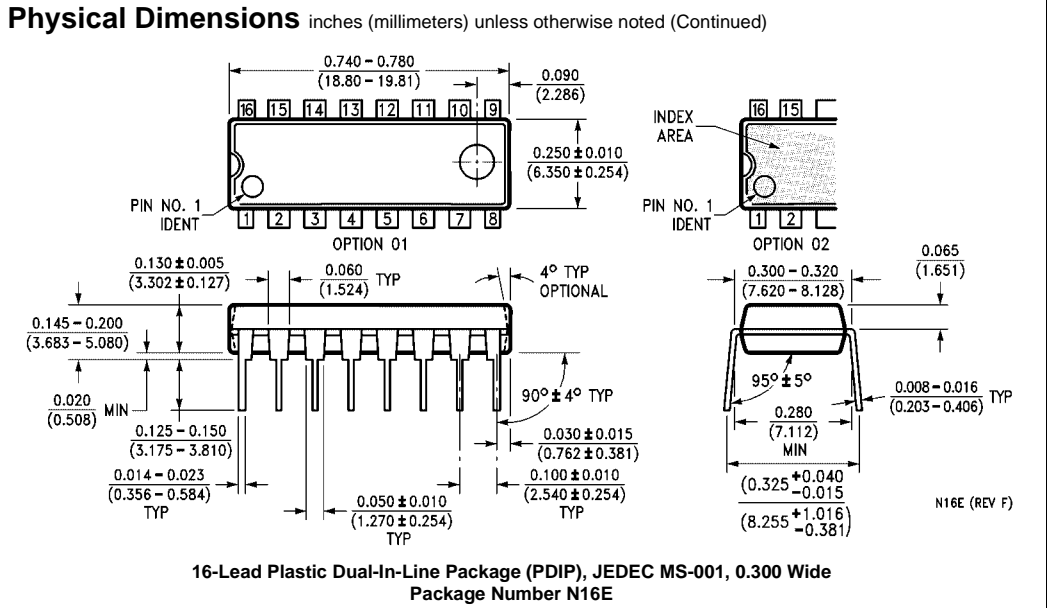 Physical Dimensions inches (millimeters) unless otherwise noted (Continued)
0.740 – 0.780
(18.80 – 19.81)
0.090
(2.286)
16 15 14 13 12 11 10 9
0.250 ± 0.010
(6.350 ± 0.254)
PIN NO. 1
IDENT
1 2 3 4 5 6 7 8
OPTION 01
16 15
INDEX
AREA
PIN NO. 1
IDENT
1 2
OPTION 02
0.130 ± 0.005
(3.302 ± 0.127)
0.060
(1.524)
TYP
4° TYP
OPTIONAL
0.300 – 0.320
(7.620 – 8.128)
0.065
(1.651)
0.145 – 0.200
(3.683 – 5.080)
0.020
(0.508)
MIN
0.125 – 0.150
(3.175 – 3.810)
90° ± 4° TYP
95° ± 5°
0.008 – 0.016
(0.203 – 0.406)
TYP
0.280
(7.112)
MIN
0.030 ± 0.015
(0.762 ± 0.381)
0.014 – 0.023
(0.356 – 0.584)
TYP
0.050 ± 0.010
(1.270 ± 0.254)
TYP
0.100 ± 0.010
(2.540 ± 0.254)
TYP
(0.325 +0.040
−0.015
(8.255 +1.016
−0.381)
N16E (REV F)
16-Lead Plastic Dual-In-Line Package (PDIP), JEDEC MS-001, 0.300 Wide
Package Number N16E